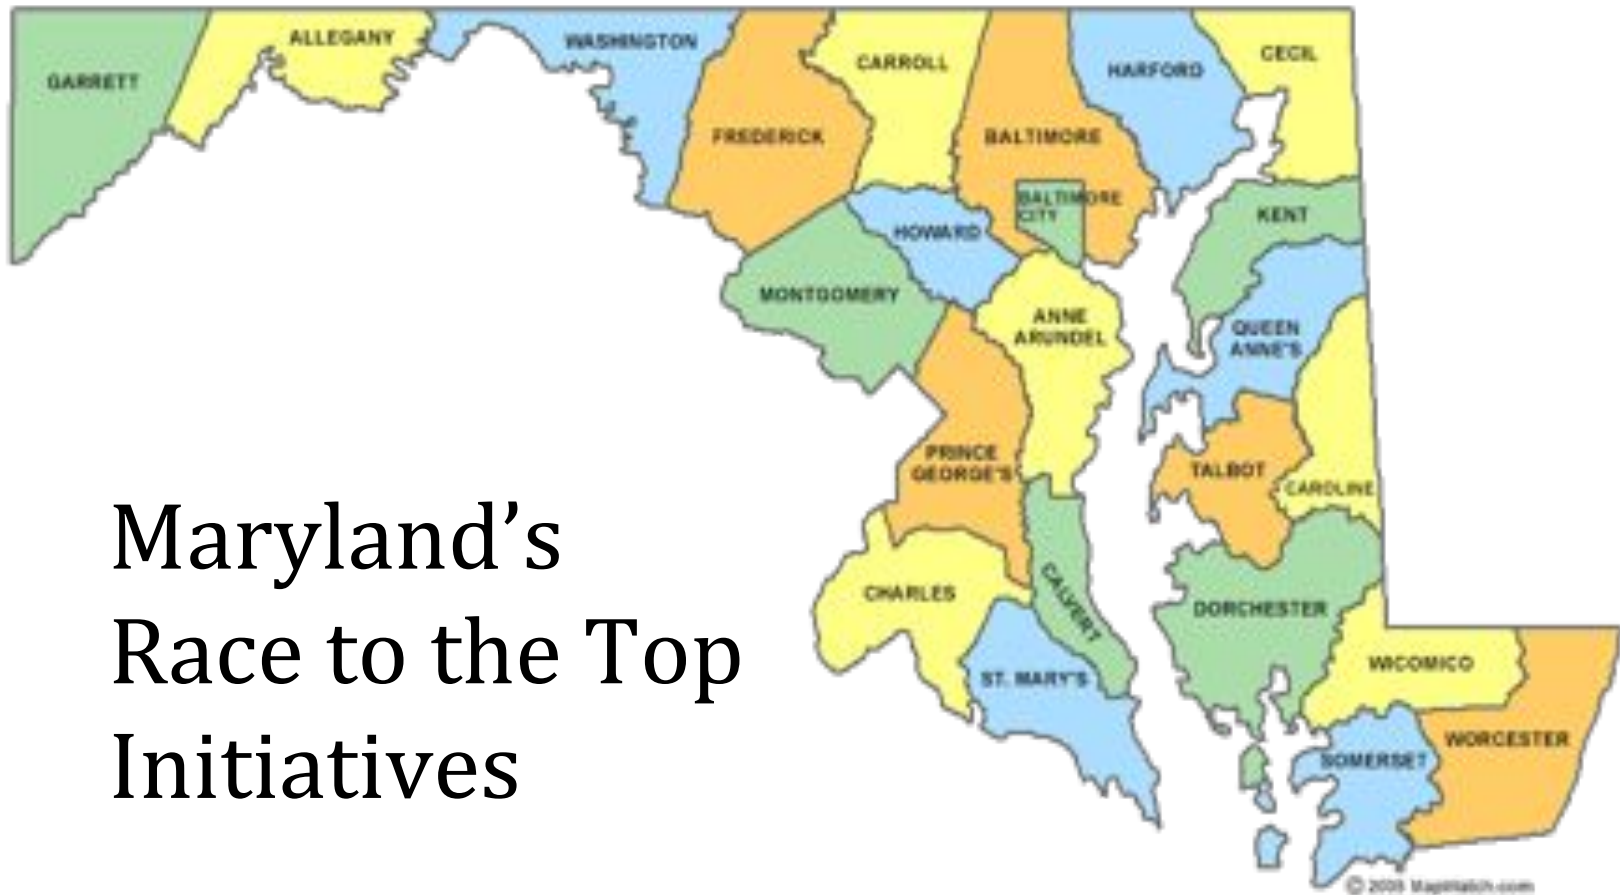 GARRETT
ALLEGANY
WASHINGTON
FREDERICK
CARROLL
BALTIMORE
HARFORD
CECIL
BALTIMORE
CITY
KENT
HOWARD
MONTGOMERY
ANNE
ARUNDEL
QUEEN
ANNE'S
PRINCE
GEORGE'S
TALBOT
CAROLINE
CHARLES
CALVERT
DORCHESTER
ST. MARY'S
WICOMICO
WORCESTER
SOMERSET
Maryland’s
Race to the Top
Initiatives